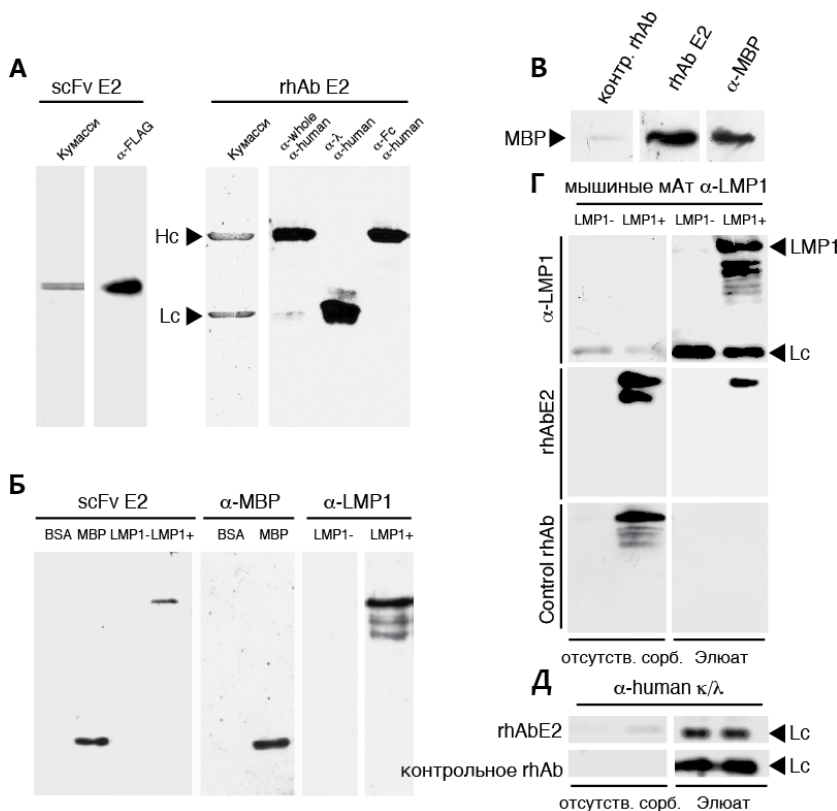 А
scFv E2
rhAb E2
Кумасси
α-FLAG
Кумасси
α-whole α-human
α-λ α-human
α-Fc α-human
Hc
Lc
Б
scFv E2
α-MBP
α-LMP1
BSA MBP LMP1- LMP1+
BSA MBP
LMP1- LMP1+
В
контр. rhAb
rhAb E2
α-MBP
MBP
Г
мышиные мАт α-LMP1
LMP1- LMP1+ LMP1- LMP1+
α-LMP1
LMP1
Lc
rhAbE2
Control rhAb
отсутств. сорб. Элюат
Д
α-human κ/λ
rhAbE2
Lc
контрольное rhAb
Lc
отсутств. сорб. Элюат